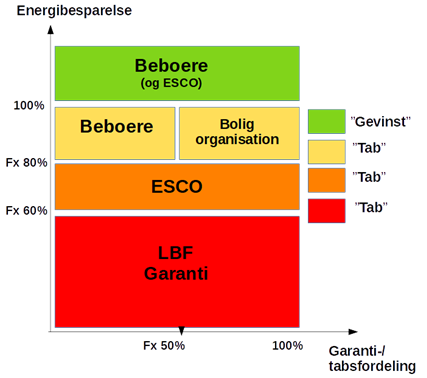 Energibesparelse
Beboere
(og ESCO)
100%
Beboere
Bolig
organisation
Fx 80%
ESCO
Fx 60%
LBF
Garanti
"Gevinst"
"Tab"
"Tab"
"Tab"
Fx 50%
100%
Garanti-/
tabsfordeling